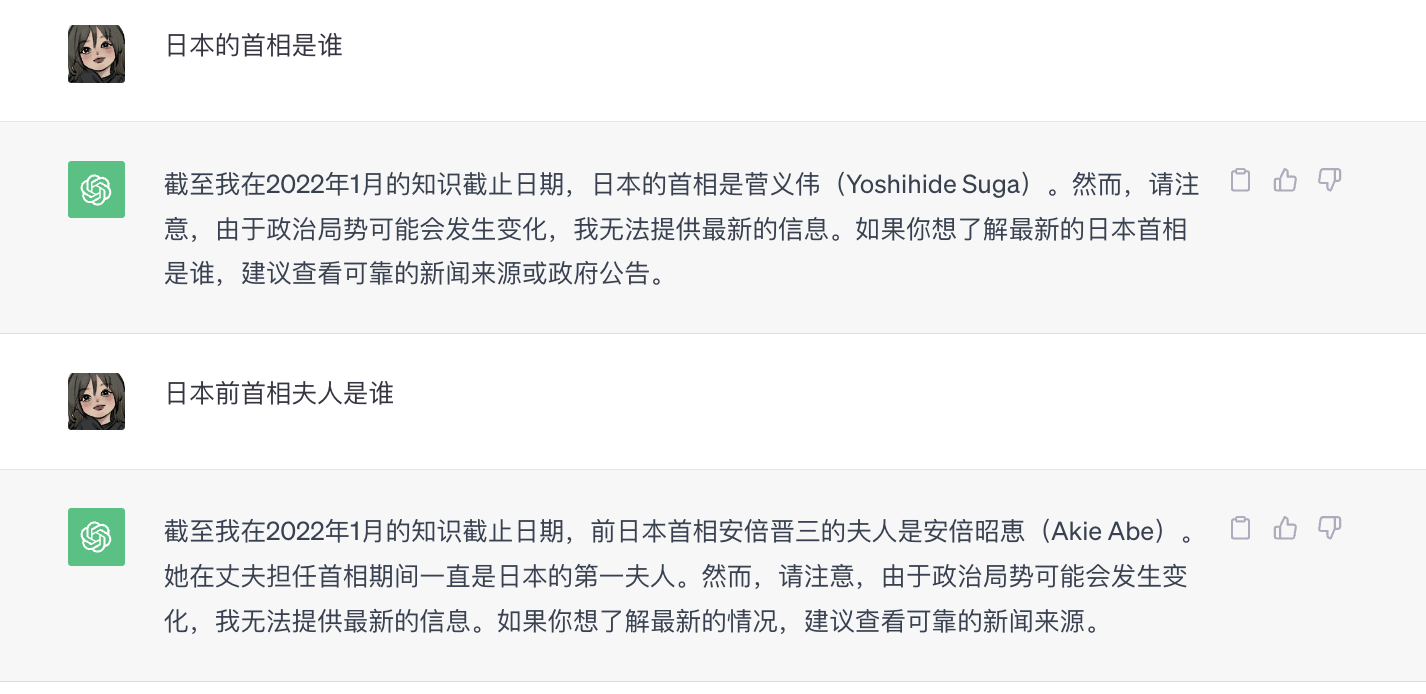 日本的首相是谁
截至我在2022年1月的知识截止日期，日本的首相是菅义伟（Yoshihide Suga）。然而，请注
意，由于政治局势可能会发生变化，我无法提供最新的信息。如果你想了解最新的日本首相
是谁，建议查看可靠的新闻来源或政府公告。
日本前首相夫人是谁
截至我在2022年1月的知识截止日期，前日本首相安倍晋三的夫人是安倍昭恵（Akie Abe）。
她在丈夫担任首相期间一直是日本的第一夫人。然而，请注意，由于政治局势可能会发生变
化，我无法提供最新的信息。如果你想了解最新的情况，建议查看可靠的新闻来源。